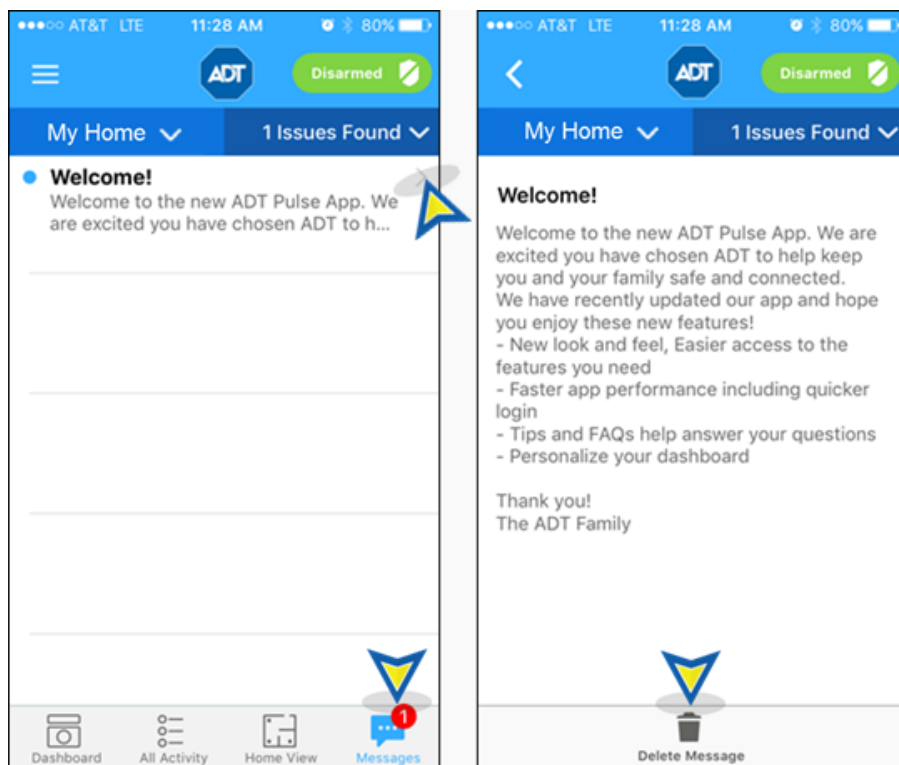 AT&T LTE 11:28 AM 80%
ADT
Disarmed
My Home
1 Issues Found
Welcome!
Welcome to the new ADT Pulse App. We
are excited you have chosen ADT to h...
1
Dashboard
All Activity
Home View
Messages
AT&T LTE 11:28 AM 80%
ADT
Disarmed
My Home
1 Issues Found
Welcome!
Welcome to the new ADT Pulse App. We are
excited you have chosen ADT to help keep
you and your family safe and connected.
We have recently updated our app and hope
you enjoy these new features!
- New look and feel, Easier access to the
features you need
- Faster app performance including quicker
login
- Tips and FAQs help answer your questions
- Personalize your dashboard
Thank you!
The ADT Family
Delete Message